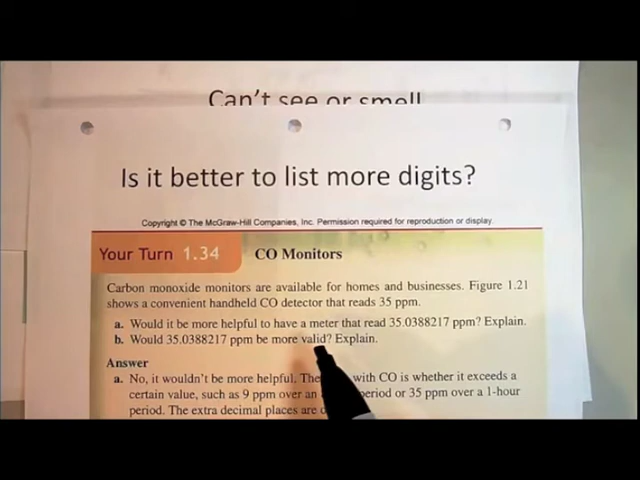 Can't see or smell
Is it better to list more digits?
Copyright © The McGraw-Hill Companies, Inc. Permission required for reproduction or display.
Your Turn 1.34 CO Monitors
Carbon monoxide monitors are available for homes and businesses. Figure 1.21
shows a convenient handheld CO detector that reads 35 ppm.
a. Would it be more helpful to have a meter that read 35.0388217 ppm? Explain.
b. Would 35.0388217 ppm be more valid? Explain.
Answer
a. No, it wouldn't be more helpful. The with CO is whether it exceeds a
certain value, such as 9 ppm over an period or 35 ppm over a 1-hour
period. The extra decimal places are